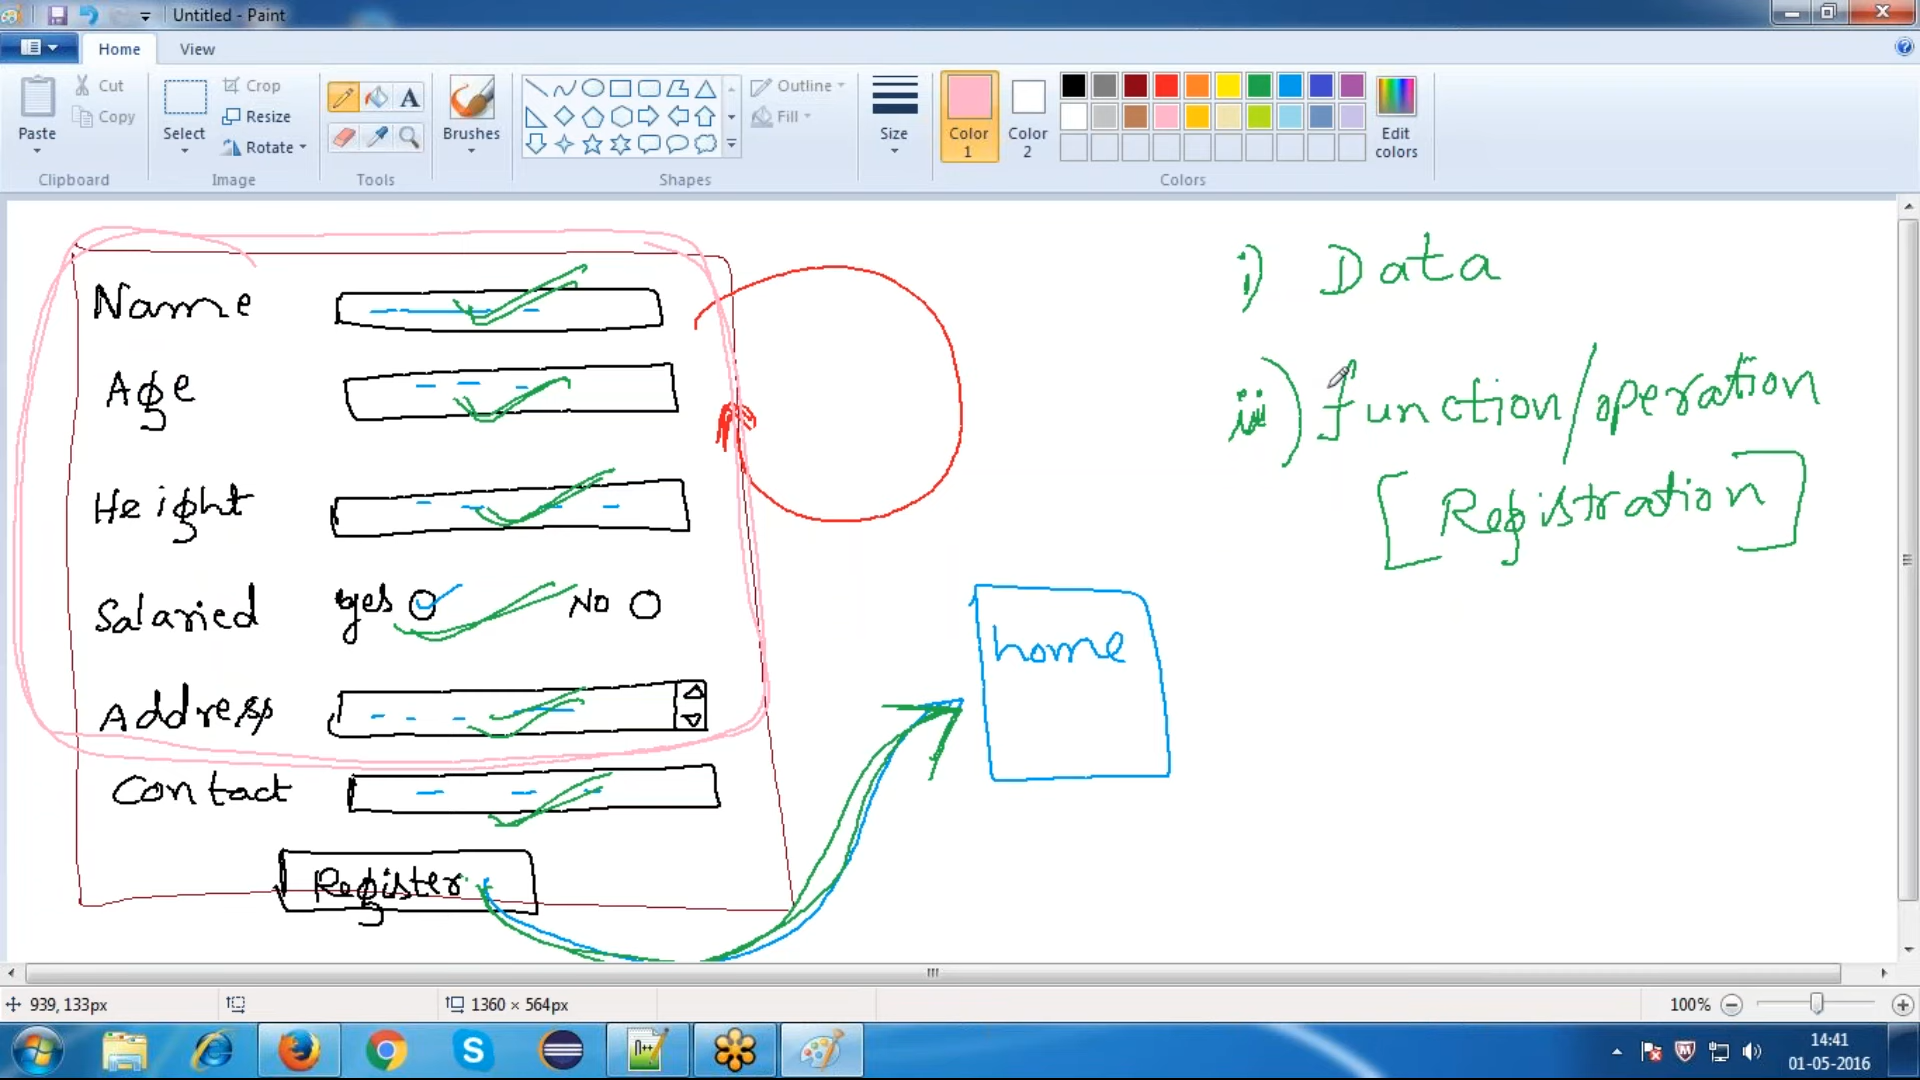 Untitled - Paint
Home View
Cut
Copy
Paste
Clipboard
Crop
Resize
Rotate
Select
Image
Tools
Brushes
Shapes
Outline
Fill
Size
Color 1
Color 2
Edit colors
Colors
Name
Age
Height
Salaried yes No
Address
Contact
Register
home
i) Data
ii) function/operation
[Registration]
939, 133px
1360 × 564px
100%
14:41
01-05-2016